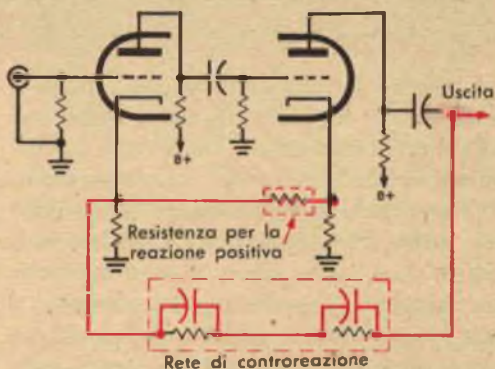 Uscita
B+
B+
Resistenza per la
reazione positiva
Rete di controreazione